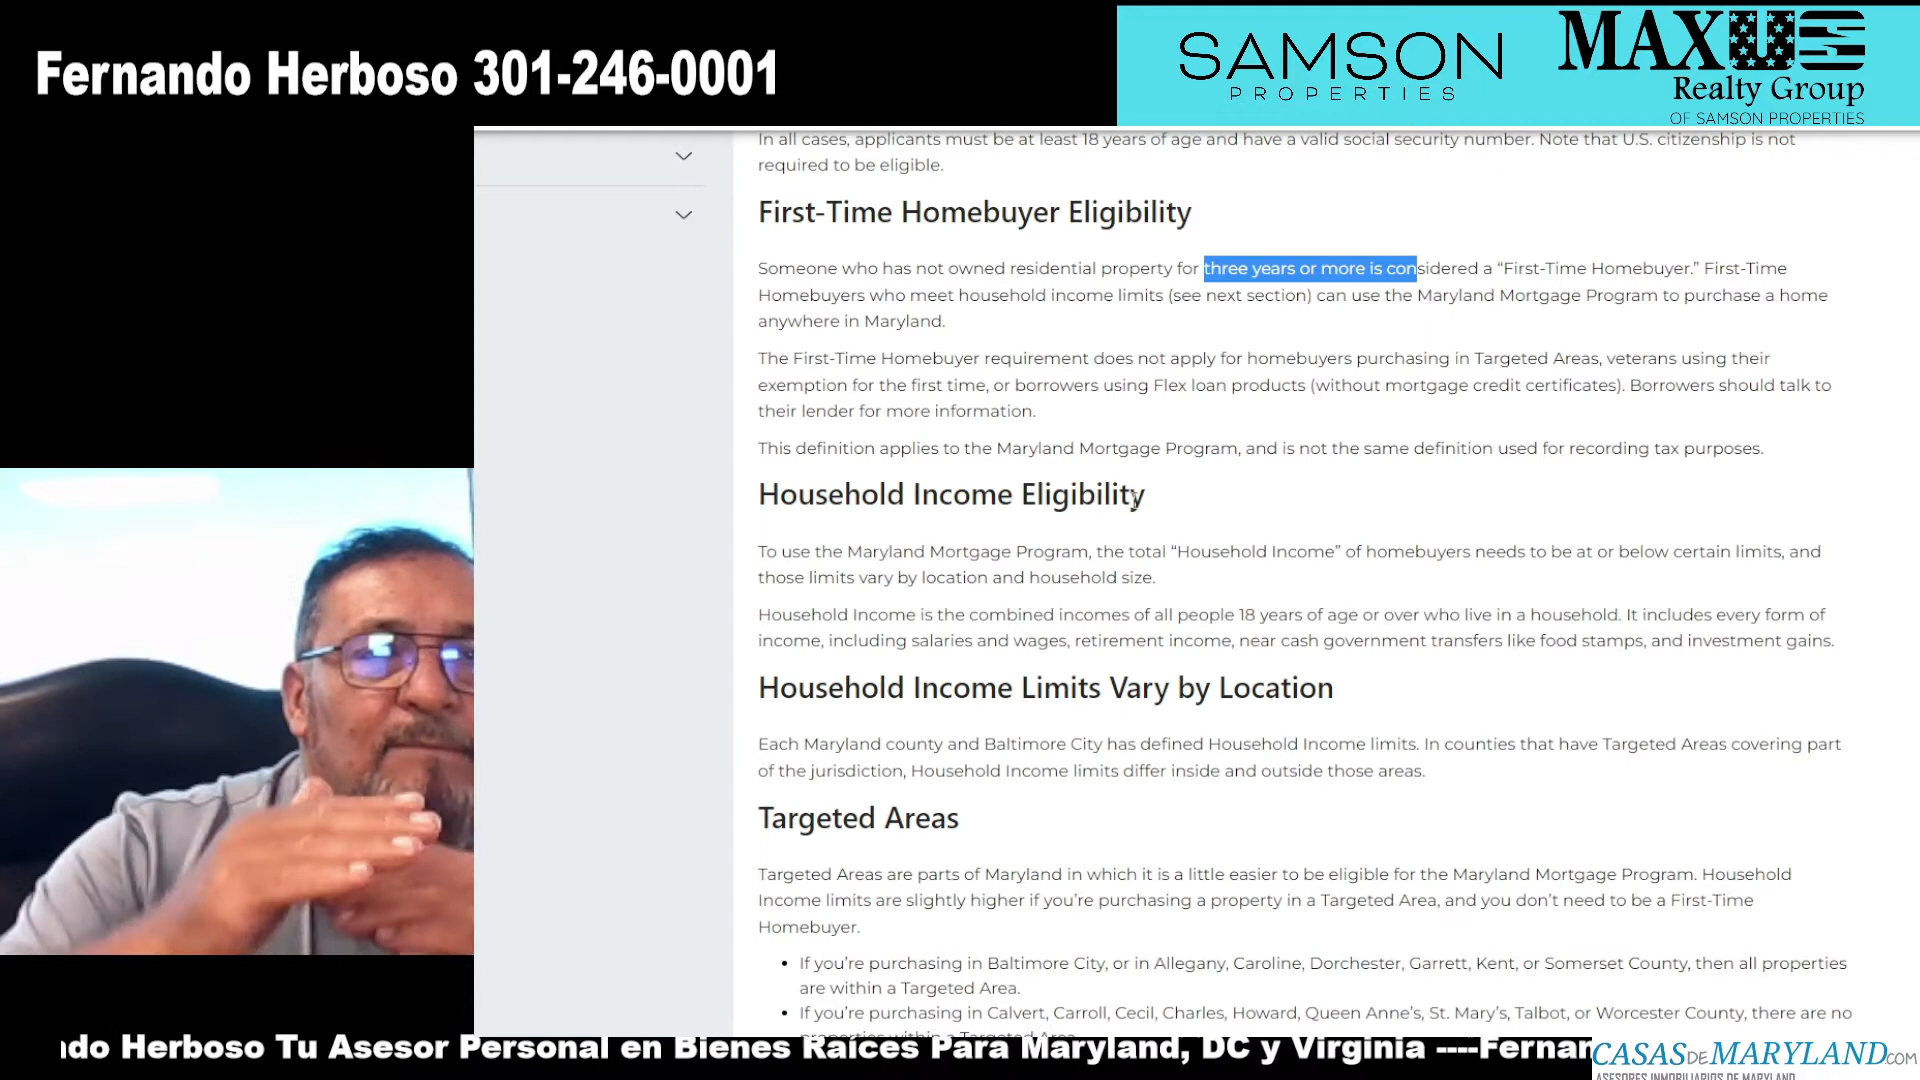 Fernando Herboso 301-246-0001
SAMSON
PROPERTIES
MAXUS
Realty Group
OF SAMSON PROPERTIES
In all cases, applicants must be at least 18 years of age and have a valid social security number. Note that U.S. citizenship is not
required to be eligible.
First-Time Homebuyer Eligibility
Someone who has not owned residential property for three years or more is considered a “First-Time Homebuyer.” First-Time
Homebuyers who meet household income limits (see next section) can use the Maryland Mortgage Program to purchase a home
anywhere in Maryland.
The First-Time Homebuyer requirement does not apply for homebuyers purchasing in Targeted Areas, veterans using their
exemption for the first time, or borrowers using Flex loan products (without mortgage credit certificates). Borrowers should talk to
their lender for more information.
This definition applies to the Maryland Mortgage Program, and is not the same definition used for recording tax purposes.
Household Income Eligibility
To use the Maryland Mortgage Program, the total “Household Income” of homebuyers needs to be at or below certain limits, and
those limits vary by location and household size.
Household Income is the combined incomes of all people 18 years of age or over who live in a household. It includes every form of
income, including salaries and wages, retirement income, near cash government transfers like food stamps, and investment gains.
Household Income Limits Vary by Location
Each Maryland county and Baltimore City has defined Household Income limits. In counties that have Targeted Areas covering part
of the jurisdiction, Household Income limits differ inside and outside those areas.
Targeted Areas
Targeted Areas are parts of Maryland in which it is a little easier to be eligible for the Maryland Mortgage Program. Household
Income limits are slightly higher if you’re purchasing a property in a Targeted Area, and you don’t need to be a First-Time
Homebuyer.
• If you’re purchasing in Baltimore City, or in Allegany, Caroline, Dorchester, Garrett, Kent, or Somerset County, then all properties
are within a Targeted Area.
• If you’re purchasing in Calvert, Carroll, Cecil, Charles, Howard, Queen Anne’s, St. Mary’s, Talbot, or Worcester County, there are no
properties within a Targeted Area.
ndo Herboso Tu Asesor Personal en Bienes Raíces Para Maryland, DC y Virginia ----Fernan
CASASDEMARYLAND.COM
ASESORES INMOBILIARIOS DE MARYLAND